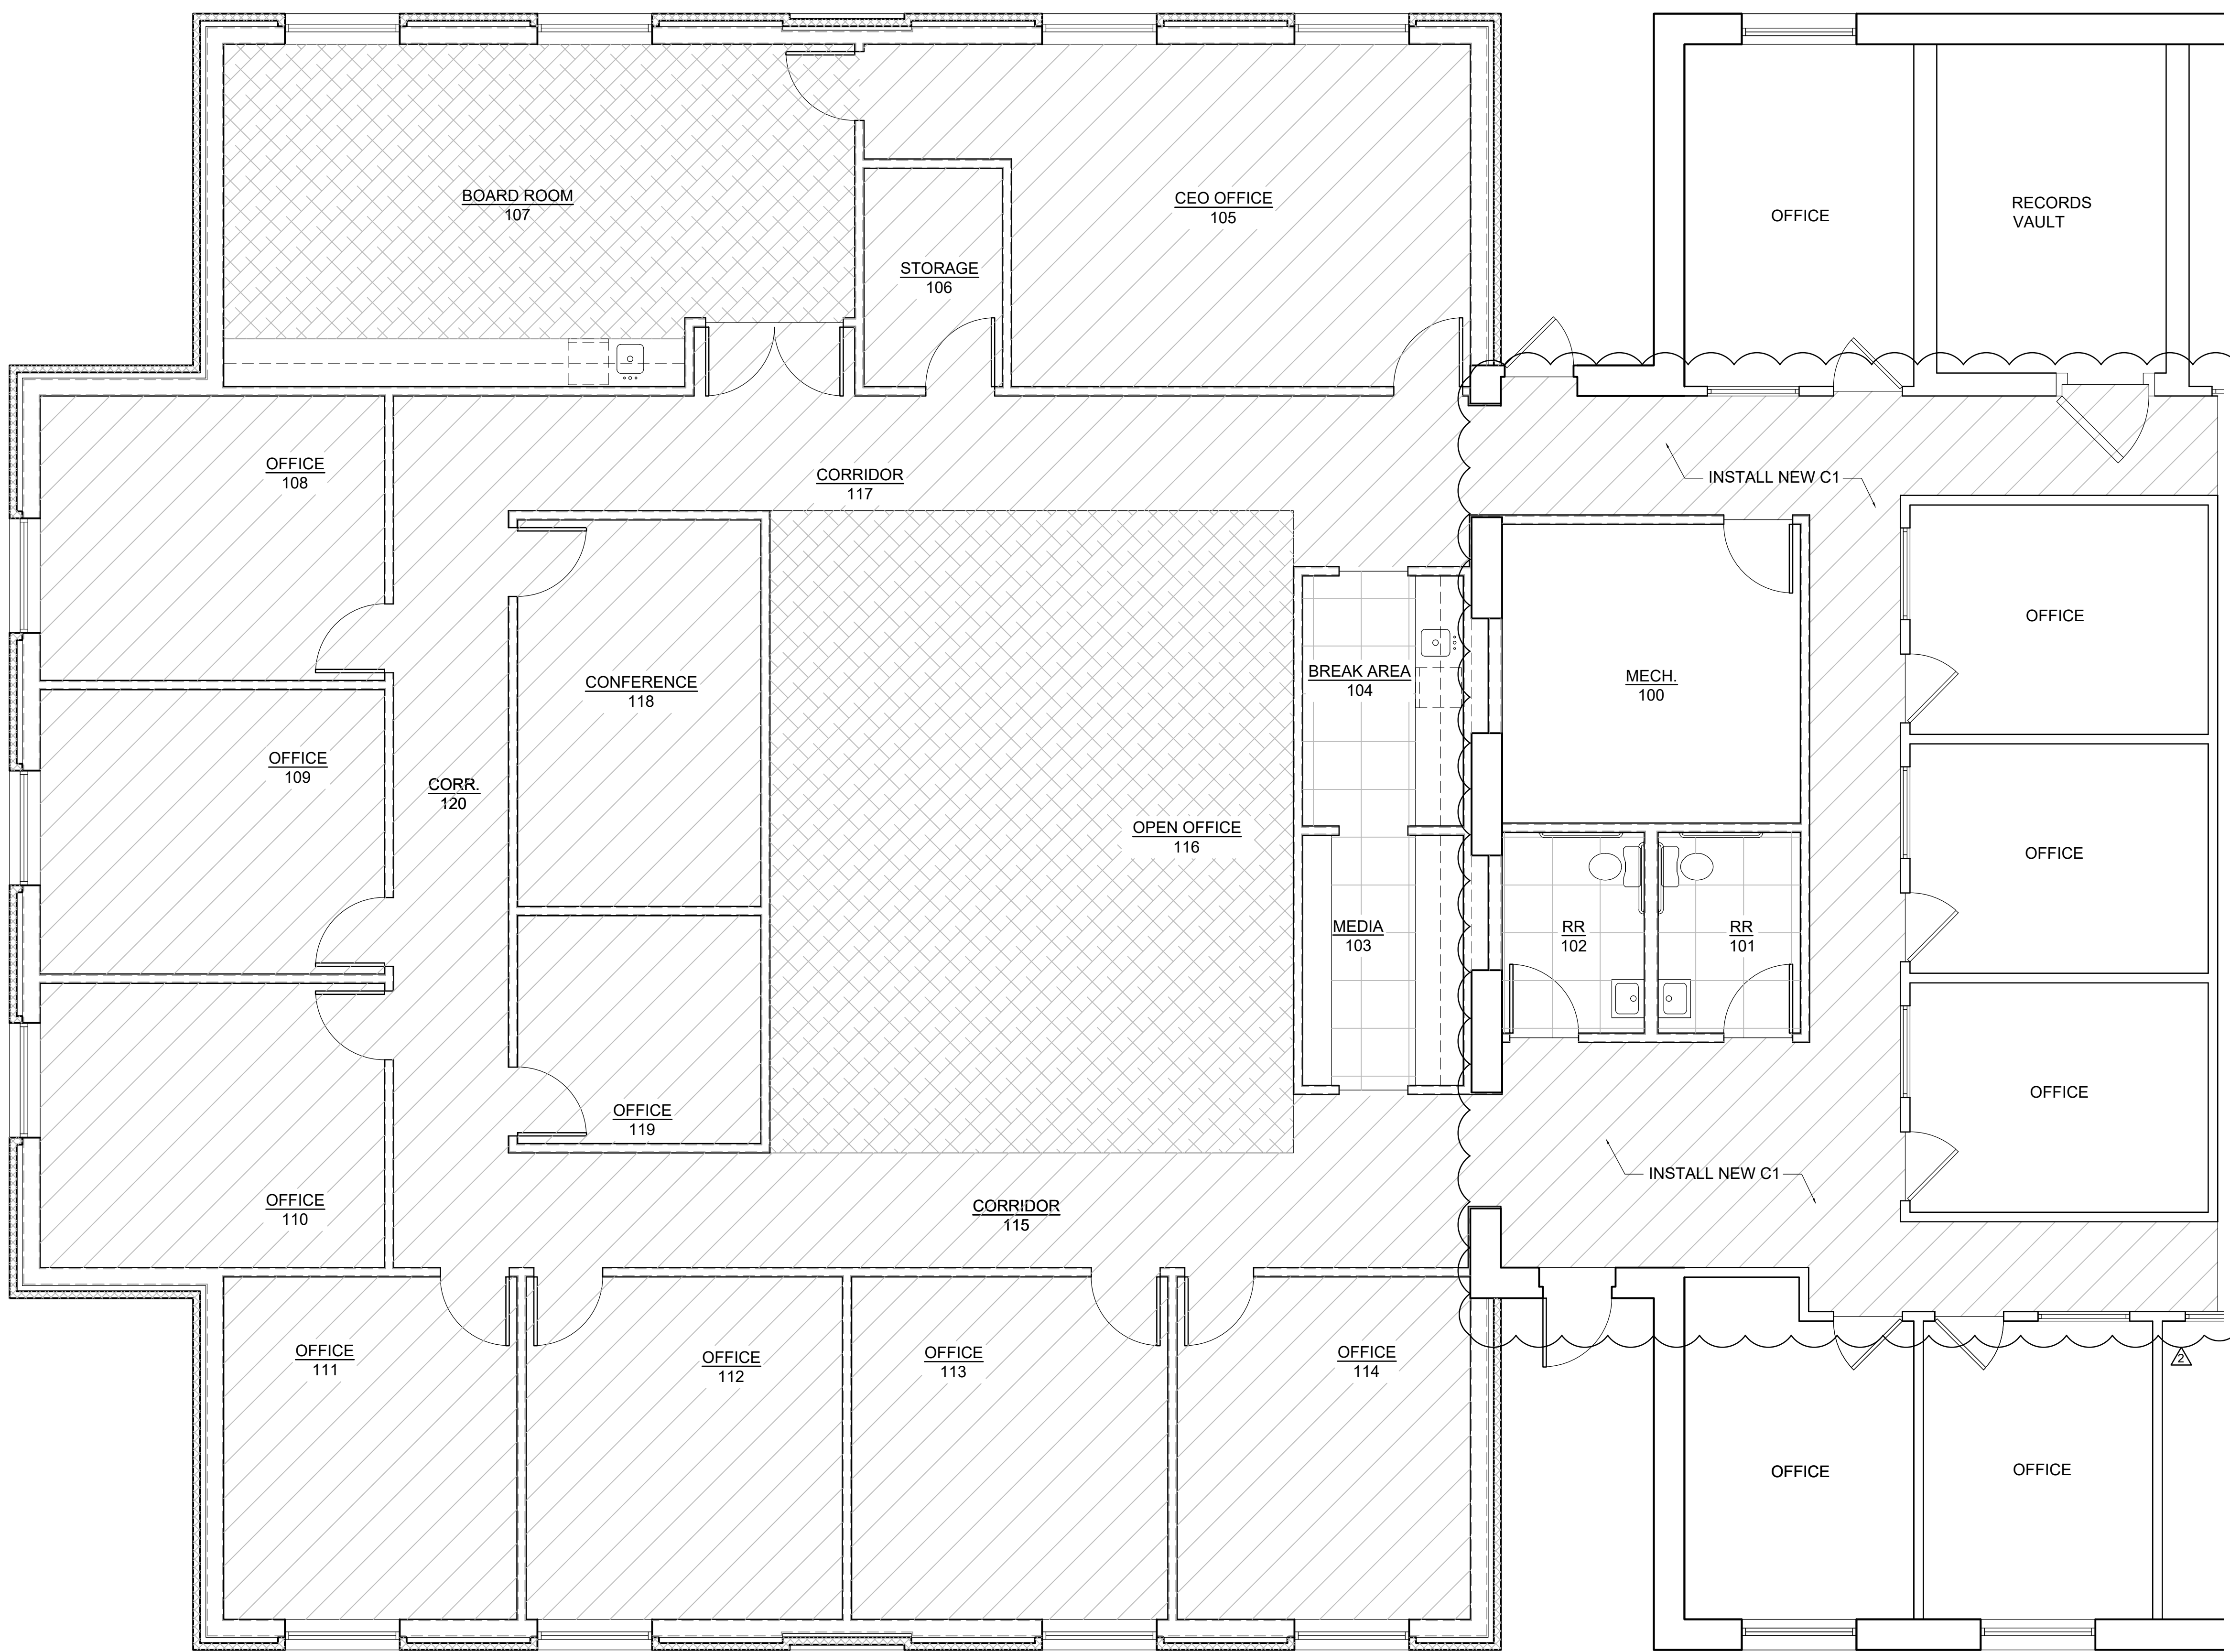 BOARD ROOM
107
CEO OFFICE
105
STORAGE
106
OFFICE
RECORDS
VAULT
OFFICE
108
CORRIDOR
117
INSTALL NEW C1
OFFICE
CONFERENCE
118
BREAK AREA
104
MECH.
100
OFFICE
109
CORR.
120
OPEN OFFICE
116
OFFICE
MEDIA
103
RR
102
RR
101
OFFICE
OFFICE
119
INSTALL NEW C1
OFFICE
110
CORRIDOR
115
OFFICE
111
OFFICE
112
OFFICE
113
OFFICE
114
2
OFFICE
OFFICE